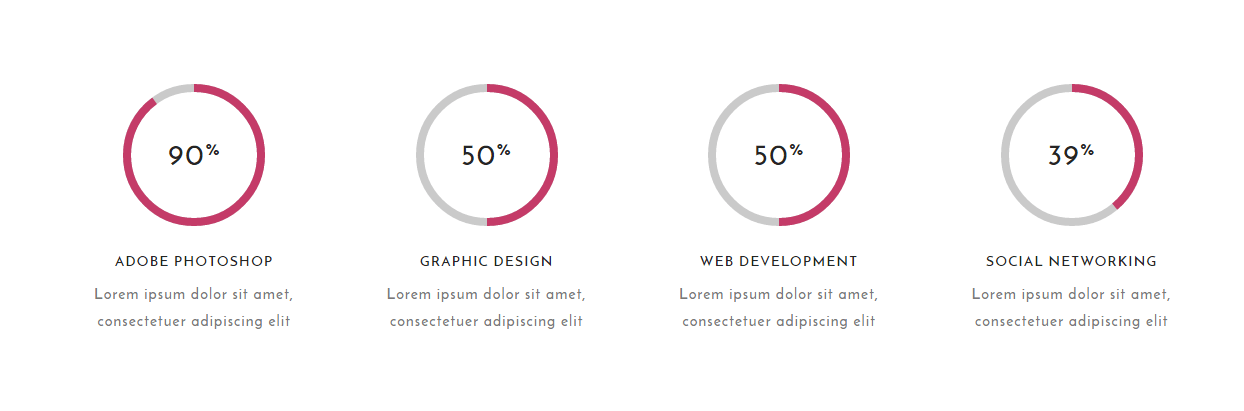 90%
50%
50%
39%
ADOBE PHOTOSHOP
GRAPHIC DESIGN
WEB DEVELOPMENT
SOCIAL NETWORKING
Lorem ipsum dolor sit amet,
consectetuer adipiscing elit
Lorem ipsum dolor sit amet,
consectetuer adipiscing elit
Lorem ipsum dolor sit amet,
consectetuer adipiscing elit
Lorem ipsum dolor sit amet,
consectetuer adipiscing elit